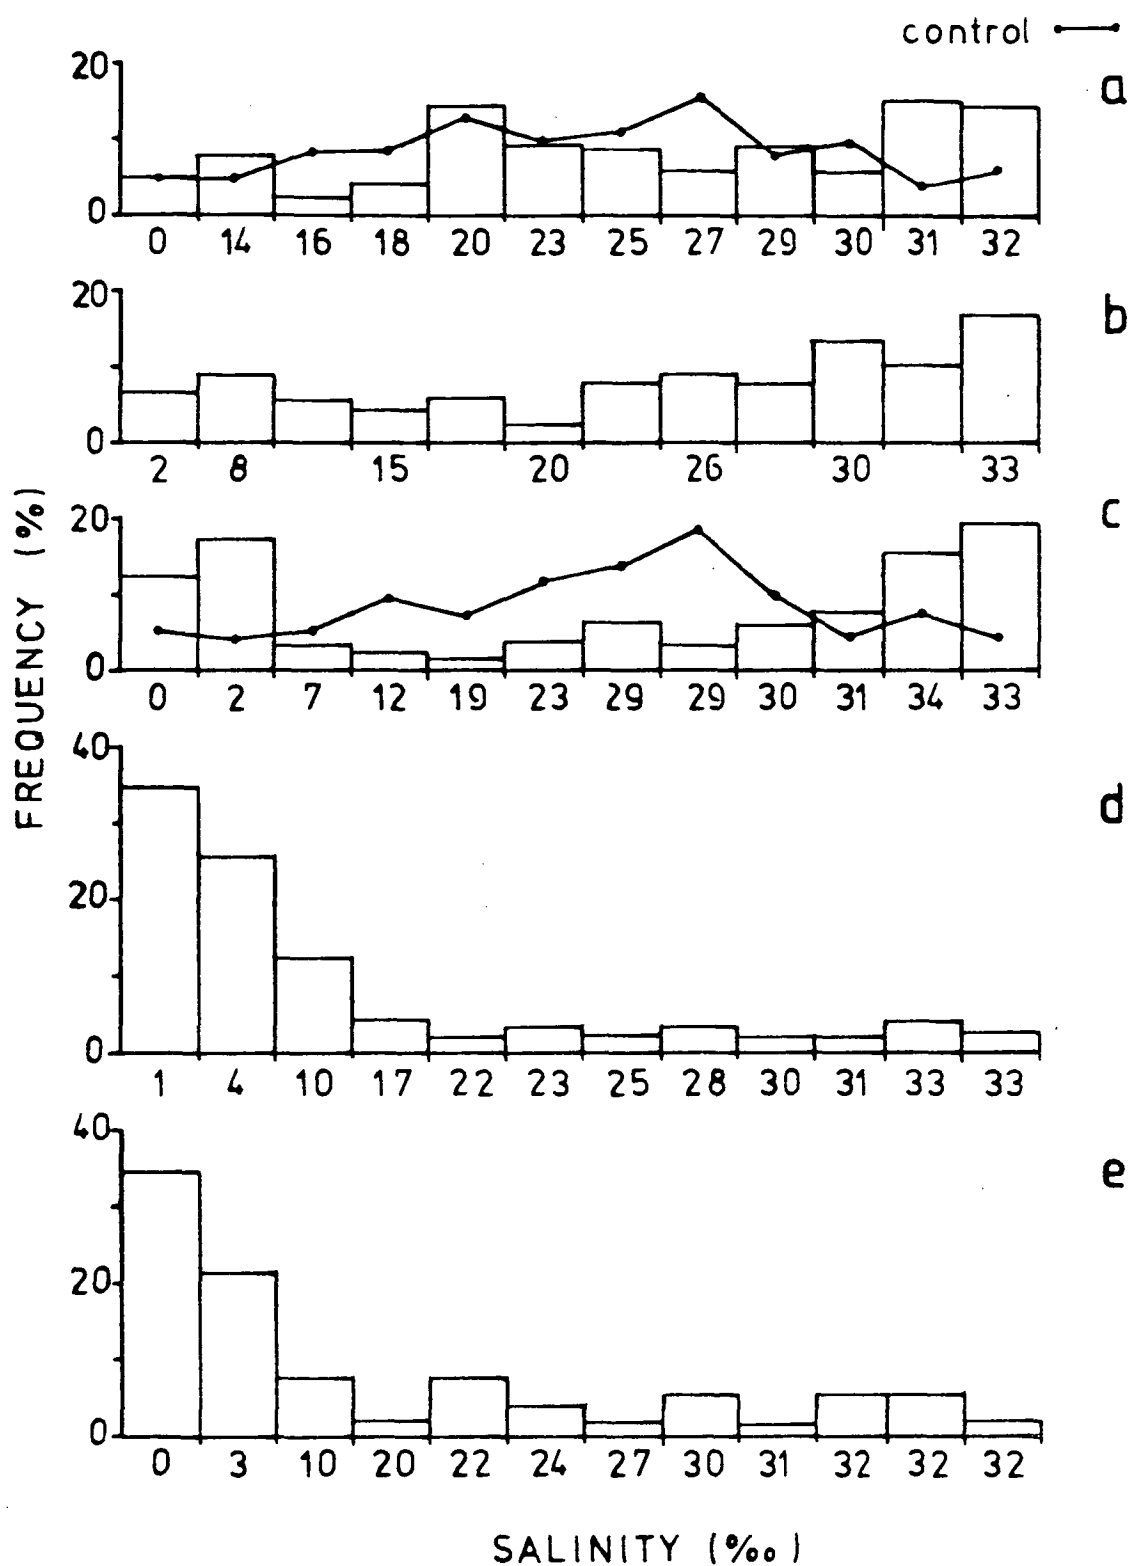 control
a
20
0
0 14 16 18 20 23 25 27 29 30 31 32
b
20
0
2 8 15 20 26 30 33
c
20
0
0 2 7 12 19 23 29 29 30 31 34 33
FREQUENCY (%)
d
40
20
0
1 4 10 17 22 23 25 28 30 31 33 33
e
40
20
0
0 3 10 20 22 24 27 30 31 32 32 32
SALINITY (‰)